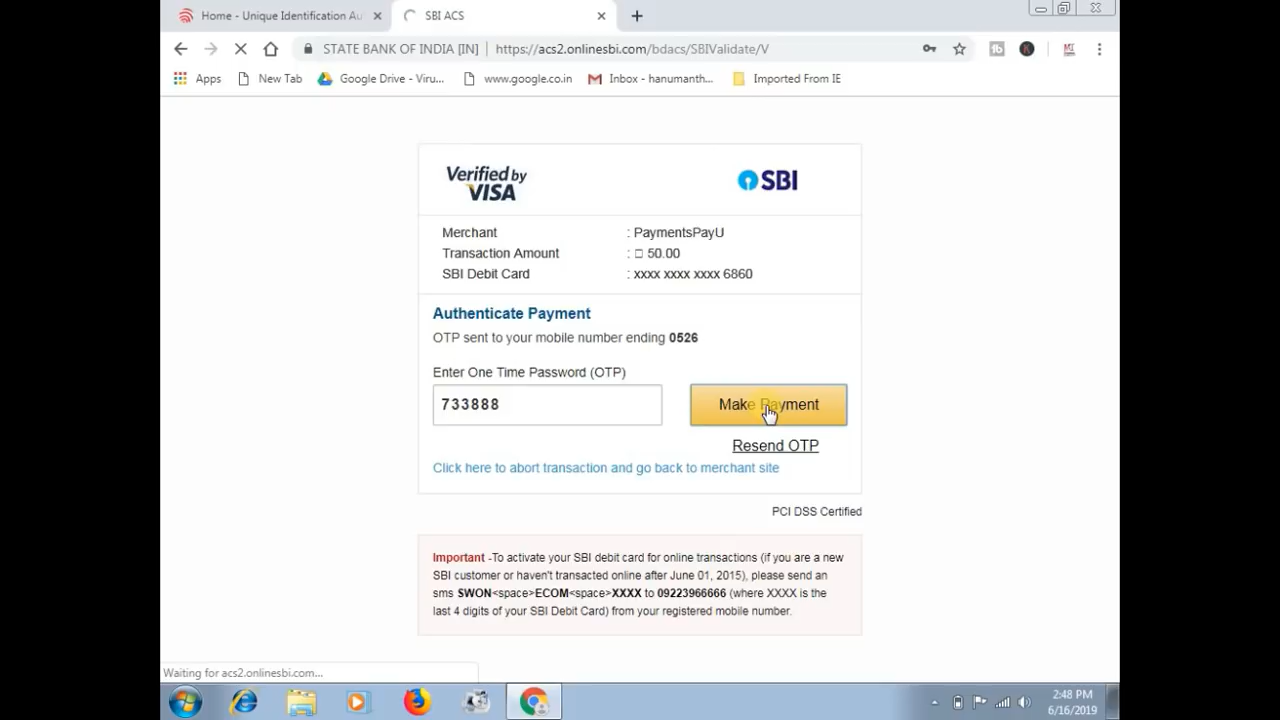 Home - Unique Identification Au
SBI ACS
STATE BANK OF INDIA [IN] https://acs2.onlinesbi.com/bdacs/SBIValidate/V
Apps New Tab Google Drive - Viru... www.google.co.in Inbox - hanumanth... Imported From IE
Verified by
VISA
SBI
Merchant : PaymentsPayU
Transaction Amount : □ 50.00
SBI Debit Card : xxxx xxxx xxxx 6860
Authenticate Payment
OTP sent to your mobile number ending 0526
Enter One Time Password (OTP)
733888 Make Payment
Resend OTP
Click here to abort transaction and go back to merchant site
PCI DSS Certified
Important -To activate your SBI debit card for online transactions (if you are a new
SBI customer or haven't transacted online after June 01, 2015), please send an
sms SWON<space>ECOM<space>XXXX to 09223966666 (where XXXX is the
last 4 digits of your SBI Debit Card) from your registered mobile number.
Waiting for acs2.onlinesbi.com...
2:48 PM
6/16/2019